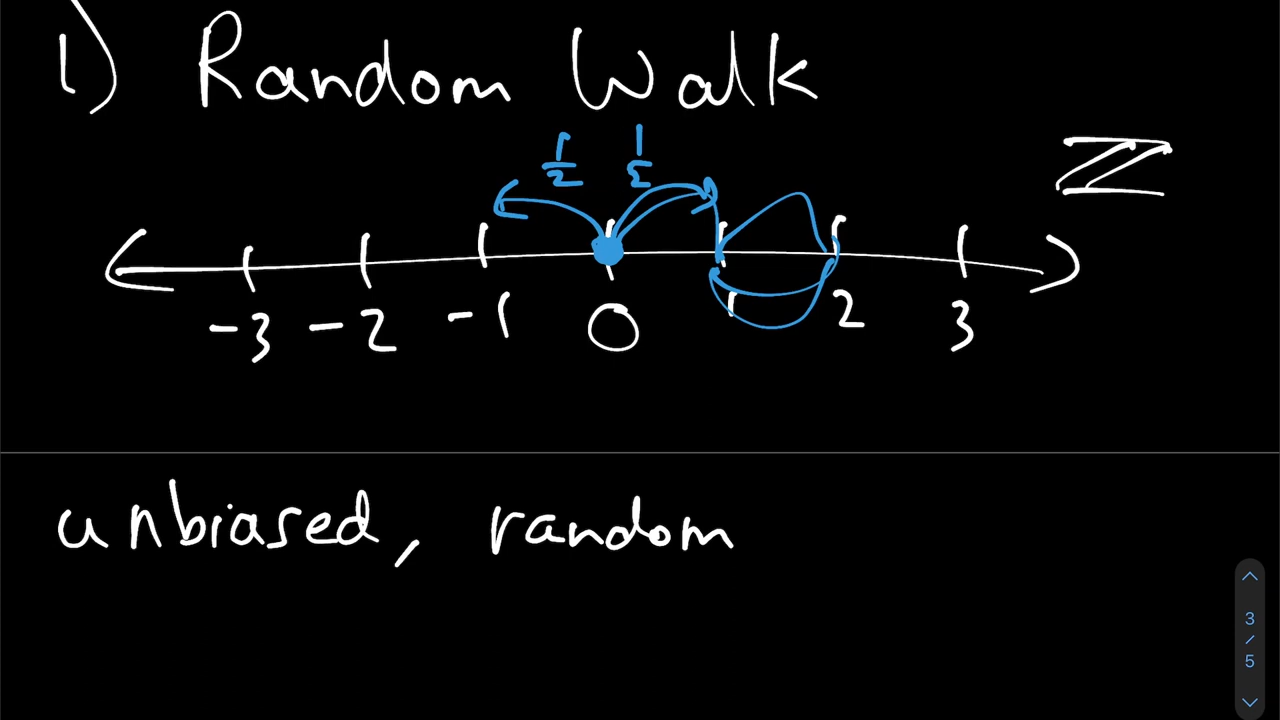 1) Random Walk
1/2 1/2
ℤ
-3 -2 -1 0 1 2 3
unbiased, random
3
/
5